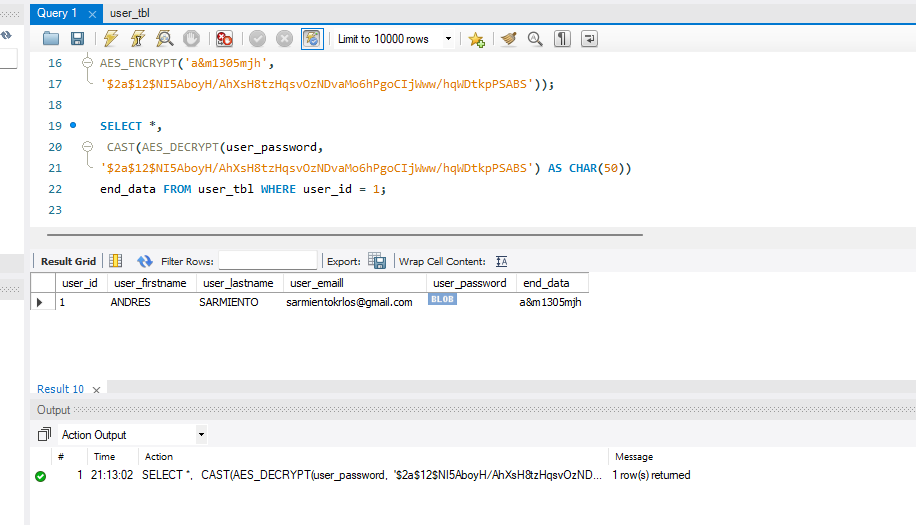 Query 1 × user_tbl
Limit to 10000 rows
16 AES_ENCRYPT('a&m1305mjh',
17 '$2a$12$NI5AboyH/AhXsH8tzHqsvOzNDvaMo6hPgoCIjWww/hqWDtkpPSABS'));
18
19 SELECT *,
20 CAST(AES_DECRYPT(user_password,
21 '$2a$12$NI5AboyH/AhXsH8tzHqsvOzNDvaMo6hPgoCIjWww/hqWDtkpPSABS') AS CHAR(50))
22 end_data FROM user_tbl WHERE user_id = 1;
23
Result Grid Filter Rows: Export: Wrap Cell Content: IA
user_id user_firstname user_lastname user_emaill user_password end_data
1 ANDRES SARMIENTO sarmientokrlos@gmail.com BLOB a&m1305mjh
Result 10 ×
Output
Action Output
# Time Action Message
1 21:13:02 SELECT *, CAST(AES_DECRYPT(user_password, '$2a$12$NI5AboyH/AhXsH8tzHqsvOzND... 1 row(s) returned